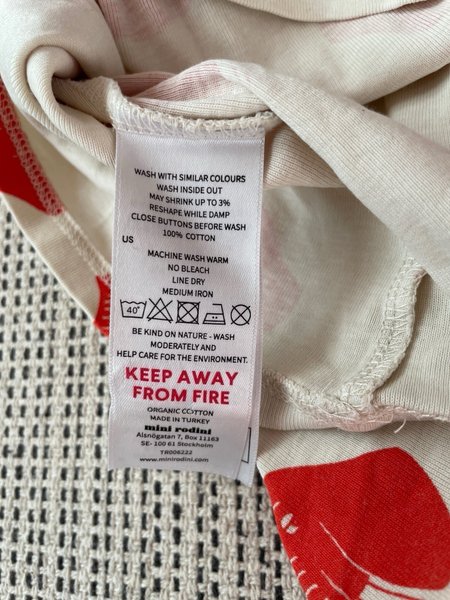 WASH WITH SIMILAR COLOURS
WASH INSIDE OUT
MAY SHRINK UP TO 3%
RESHAPE WHILE DAMP
CLOSE BUTTONS BEFORE WASH
100% COTTON
US
MACHINE WASH WARM
NO BLEACH
LINE DRY
MEDIUM IRON
40°
BE KIND ON NATURE - WASH
MODERATELY AND
HELP CARE FOR THE ENVIRONMENT.
KEEP AWAY
FROM FIRE
ORGANIC COTTON
MADE IN TURKEY
mini rodini
Alsnögatan 7, Box 11163
SE- 100 61 Stockholm
TR006222
www.minirodini.com